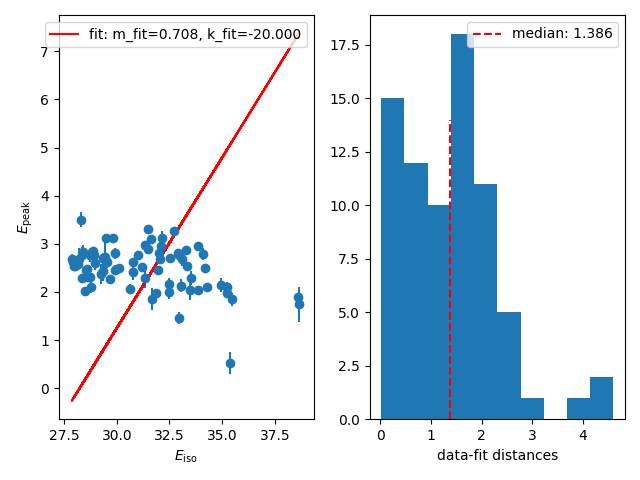 fit: m_fit=0.708, k_fit=-20.000
7
6
5
4
3
2
1
0
E_peak
27.5 30.0 32.5 35.0 37.5
E_iso
median: 1.386
17.5
15.0
12.5
10.0
7.5
5.0
2.5
0.0
0 1 2 3 4
data-fit distances